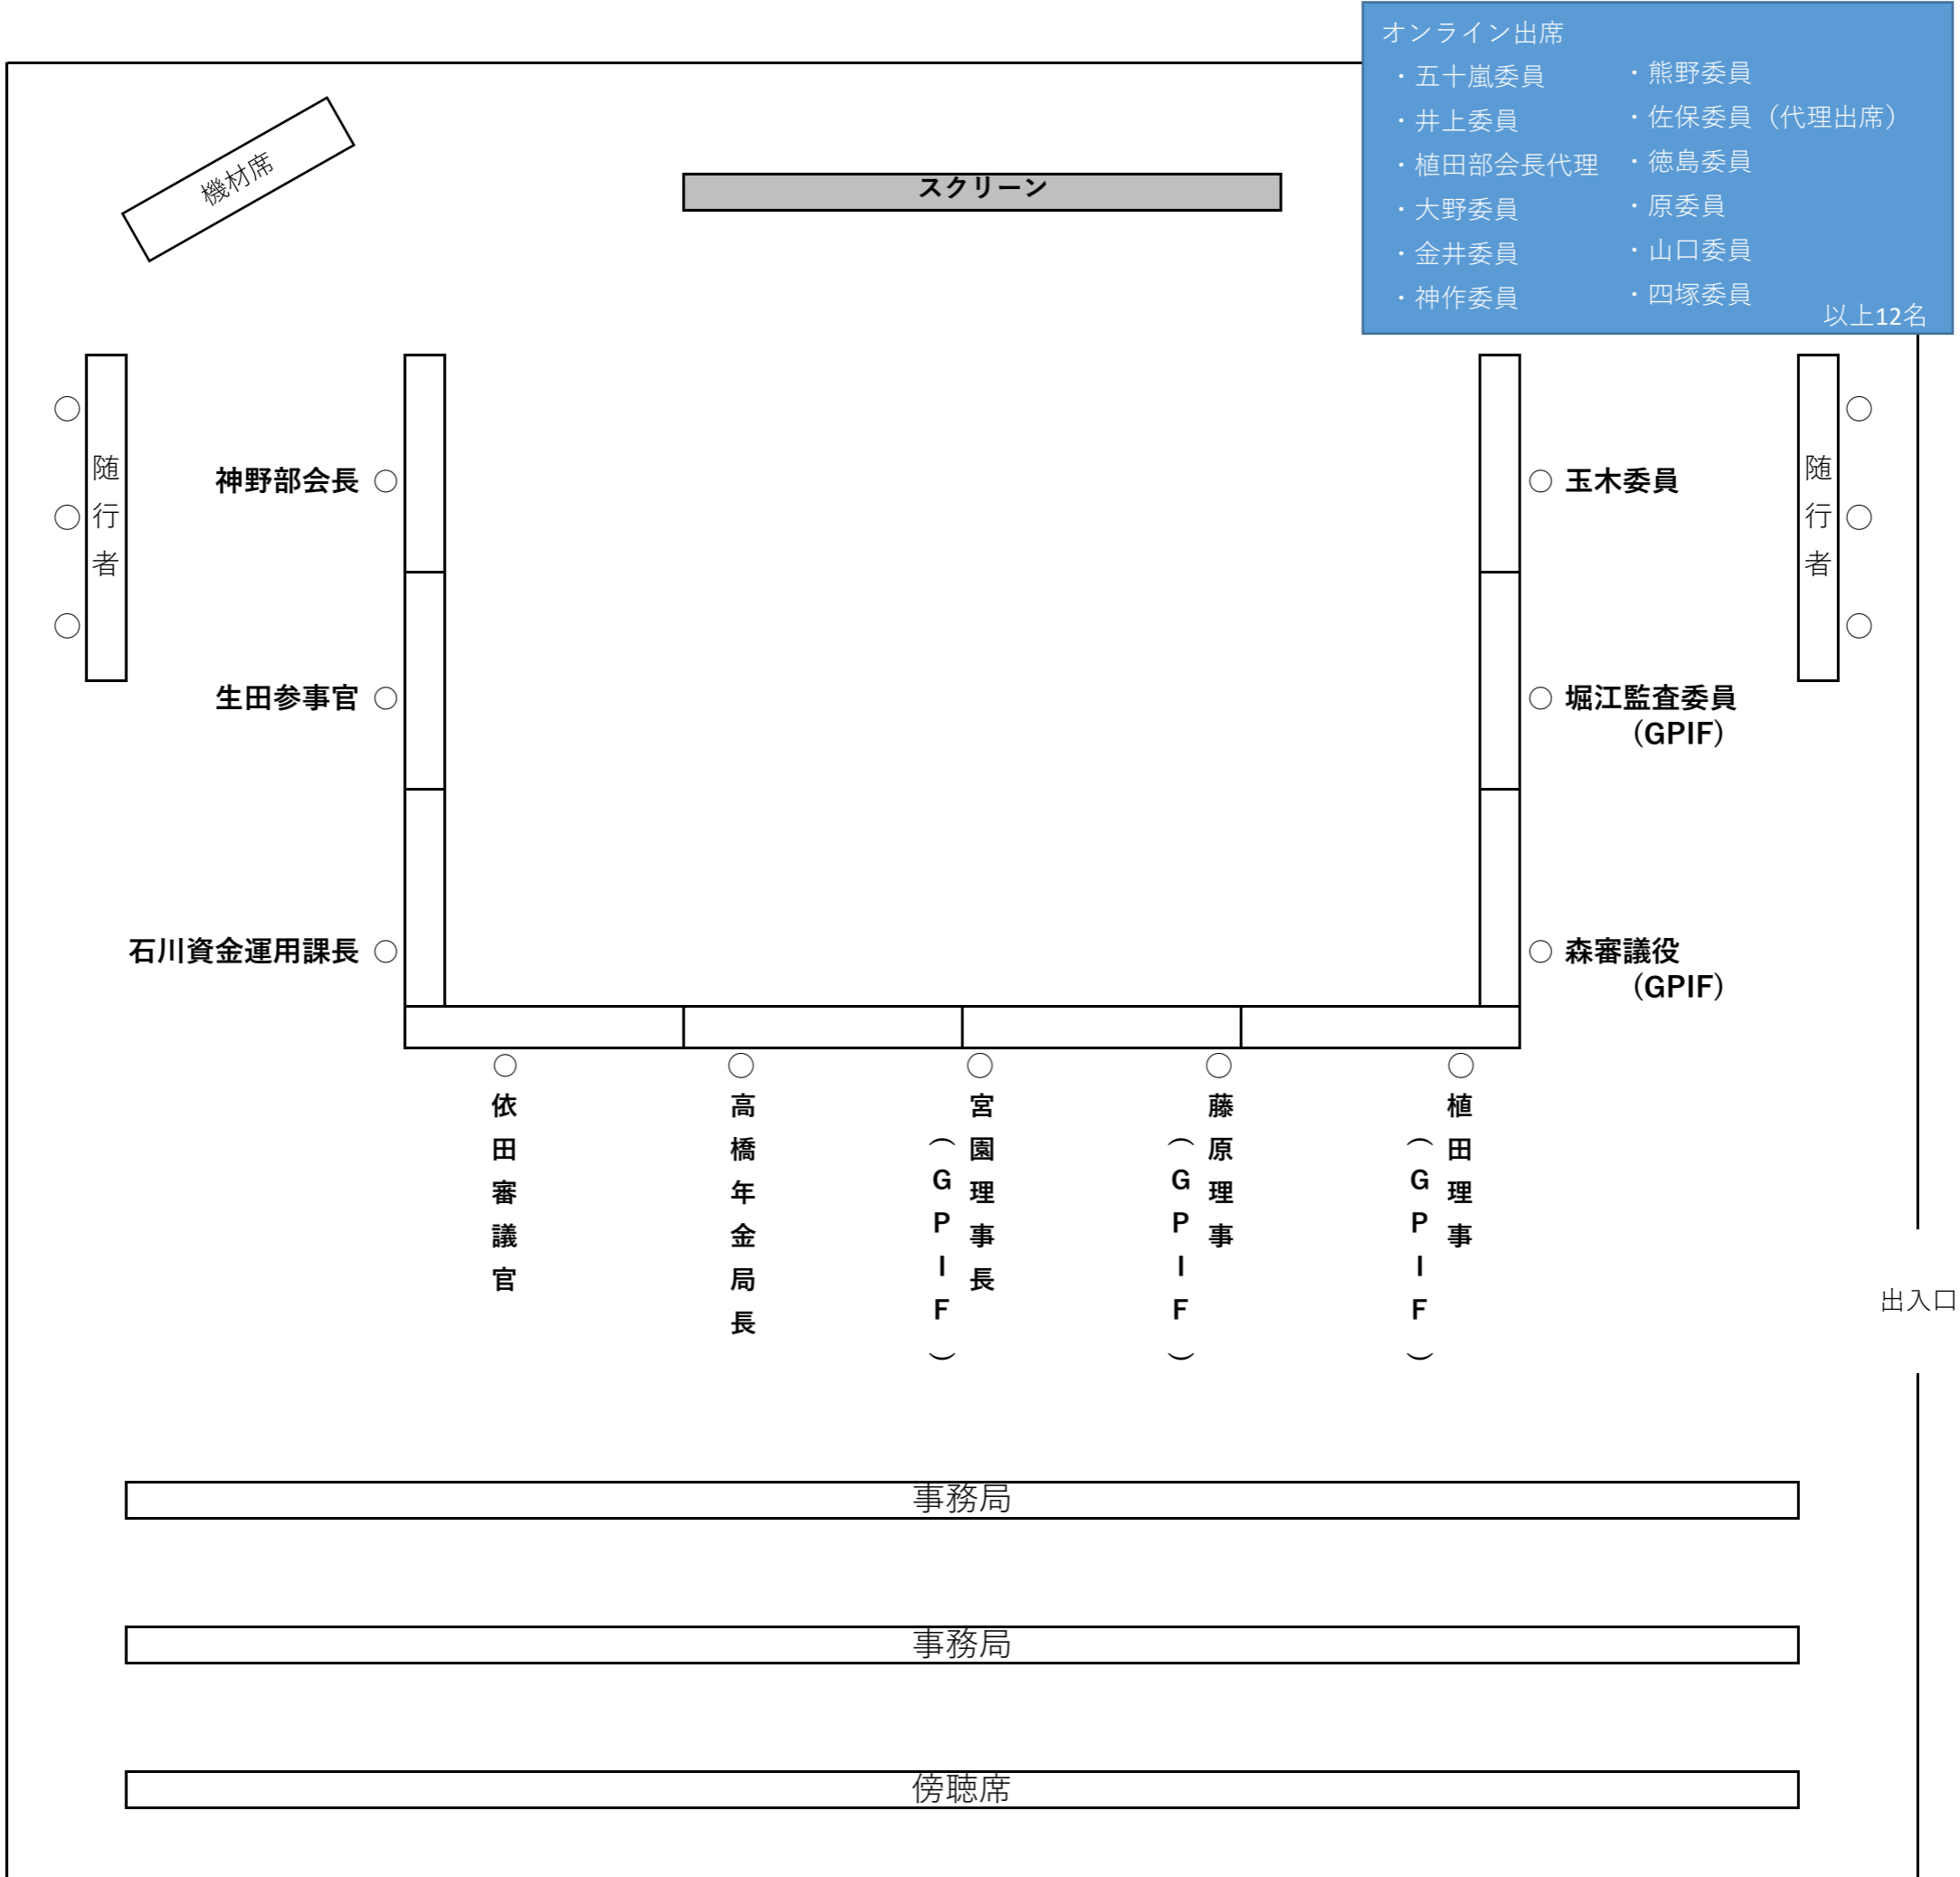 オンライン出席
・五十嵐委員
・井上委員
・植田部会長代理
・大野委員
・金井委員
・神作委員
・熊野委員
・佐保委員（代理出席）
・徳島委員
・原委員
・山口委員
・四塚委員
以上12名
機材席
スクリーン
随行者
神野部会長 ○
生田参事官 ○
石川資金運用課長 ○
○ 玉木委員
○ 堀江監査委員
（GPIF）
○ 森審議役
（GPIF）
随行者
依田審議官
高橋年金局長
宮園理事長
（GPIF）
藤原理事
（GPIF）
植田理事
（GPIF）
出入口
事務局
事務局
傍聴席